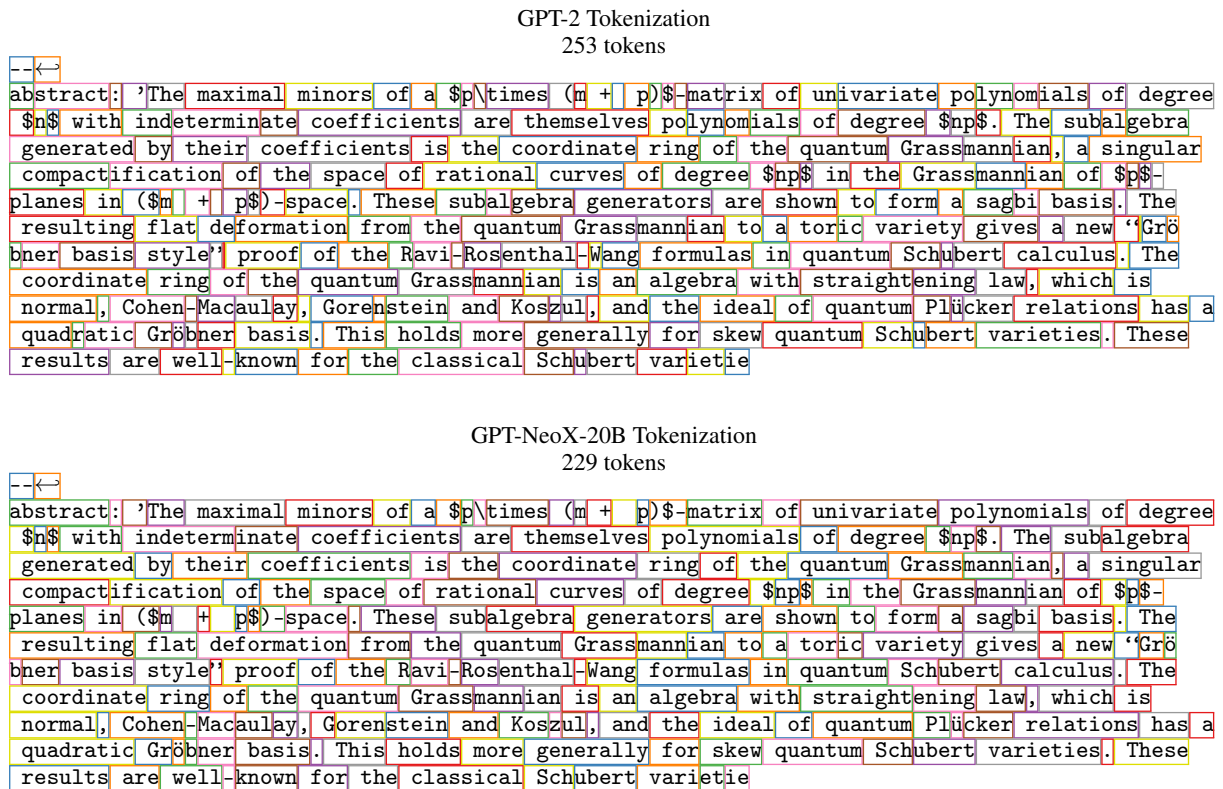 GPT-2 Tokenization
253 tokens
--↩
abstract: ’The maximal minors of a $p\times (m +  p)$-matrix of univariate polynomials of degree
$n$ with indeterminate coefficients are themselves polynomials of degree $np$. The subalgebra
generated by their coefficients is the coordinate ring of the quantum Grassmannian, a singular
compactification of the space of rational curves of degree $np$ in the Grassmannian of $p$-
planes in ($m  +  p$)-space. These subalgebra generators are shown to form a sagbi basis. The
resulting flat deformation from the quantum Grassmannian to a toric variety gives a new “Grö
bner basis style” proof of the Ravi-Rosenthal-Wang formulas in quantum Schubert calculus. The
coordinate ring of the quantum Grassmannian is an algebra with straightening law, which is
normal, Cohen-Macaulay, Gorenstein and Koszul, and the ideal of quantum Plücker relations has a
quadratic Gröbner basis. This holds more generally for skew quantum Schubert varieties. These
results are well-known for the classical Schubert varietie
GPT-NeoX-20B Tokenization
229 tokens
--↩
abstract: ’The maximal minors of a $p\times (m +  p)$-matrix of univariate polynomials of degree
$n$ with indeterminate coefficients are themselves polynomials of degree $np$. The subalgebra
generated by their coefficients is the coordinate ring of the quantum Grassmannian, a singular
compactification of the space of rational curves of degree $np$ in the Grassmannian of $p$-
planes in ($m  +  p$)-space. These subalgebra generators are shown to form a sagbi basis. The
resulting flat deformation from the quantum Grassmannian to a toric variety gives a new “Grö
bner basis style” proof of the Ravi-Rosenthal-Wang formulas in quantum Schubert calculus. The
coordinate ring of the quantum Grassmannian is an algebra with straightening law, which is
normal, Cohen-Macaulay, Gorenstein and Koszul, and the ideal of quantum Plücker relations has a
quadratic Gröbner basis. This holds more generally for skew quantum Schubert varieties. These
results are well-known for the classical Schubert varietie